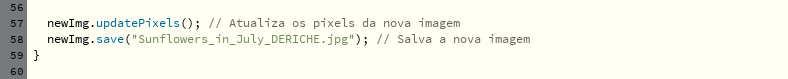 56
57 newImg.updatePixels(); // Atualiza os pixels da nova imagem
58 newImg.save("Sunflowers_in_July_DERICHE.jpg"); // Salva a nova imagem
59 }
60